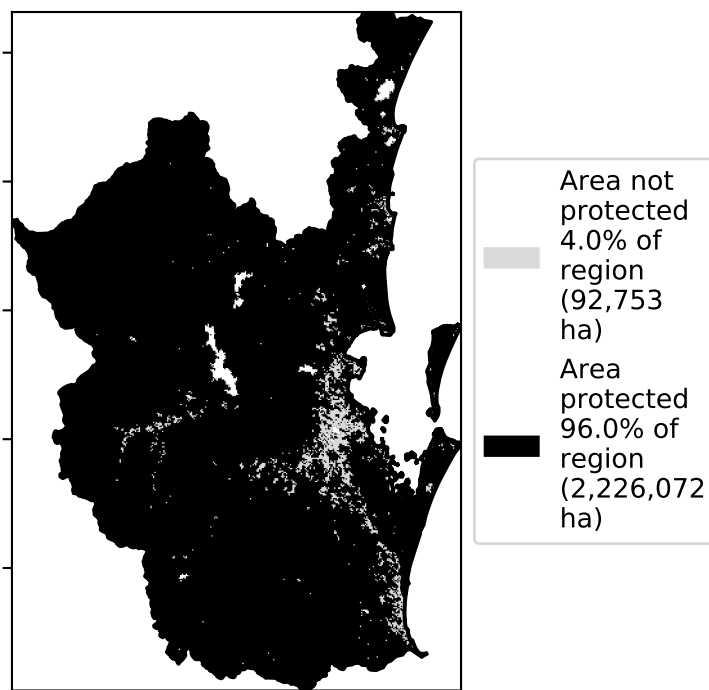 Area not
protected
4.0% of
region
(92,753
ha)
Area
protected
96.0% of
region
(2,226,072
ha)